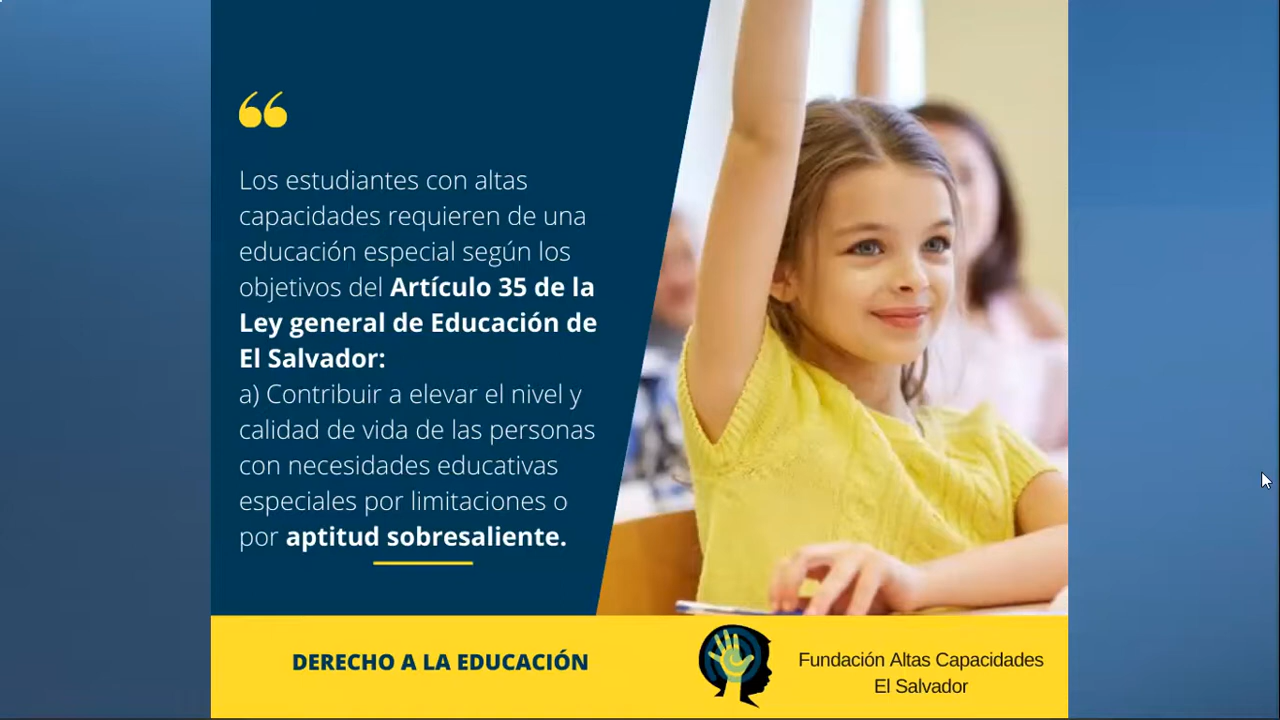 Los estudiantes con altas
capacidades requieren de una
educación especial según los
objetivos del Artículo 35 de la
Ley general de Educación de
El Salvador:
a) Contribuir a elevar el nivel y
calidad de vida de las personas
con necesidades educativas
especiales por limitaciones o
por aptitud sobresaliente.
DERECHO A LA EDUCACIÓN
Fundación Altas Capacidades
El Salvador